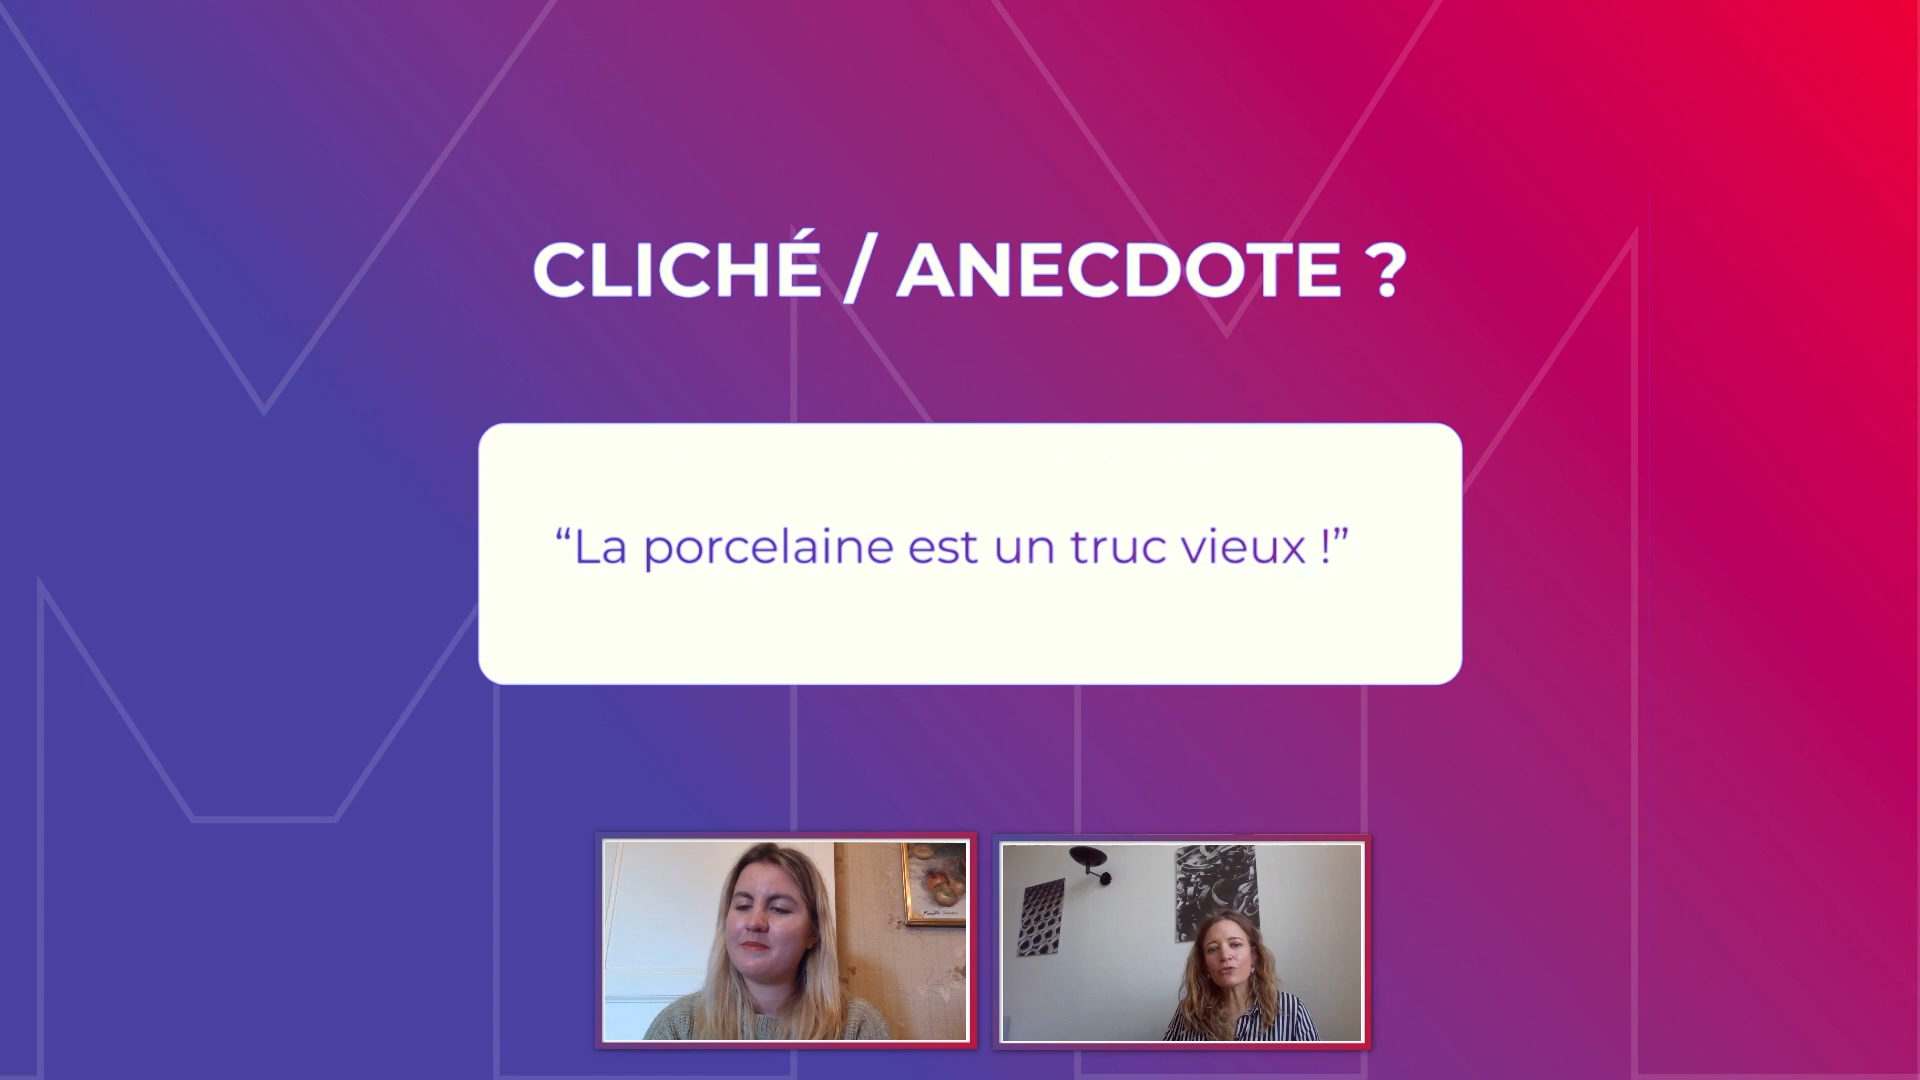 CLICHÉ / ANECDOTE ?
“La porcelaine est un truc vieux !”